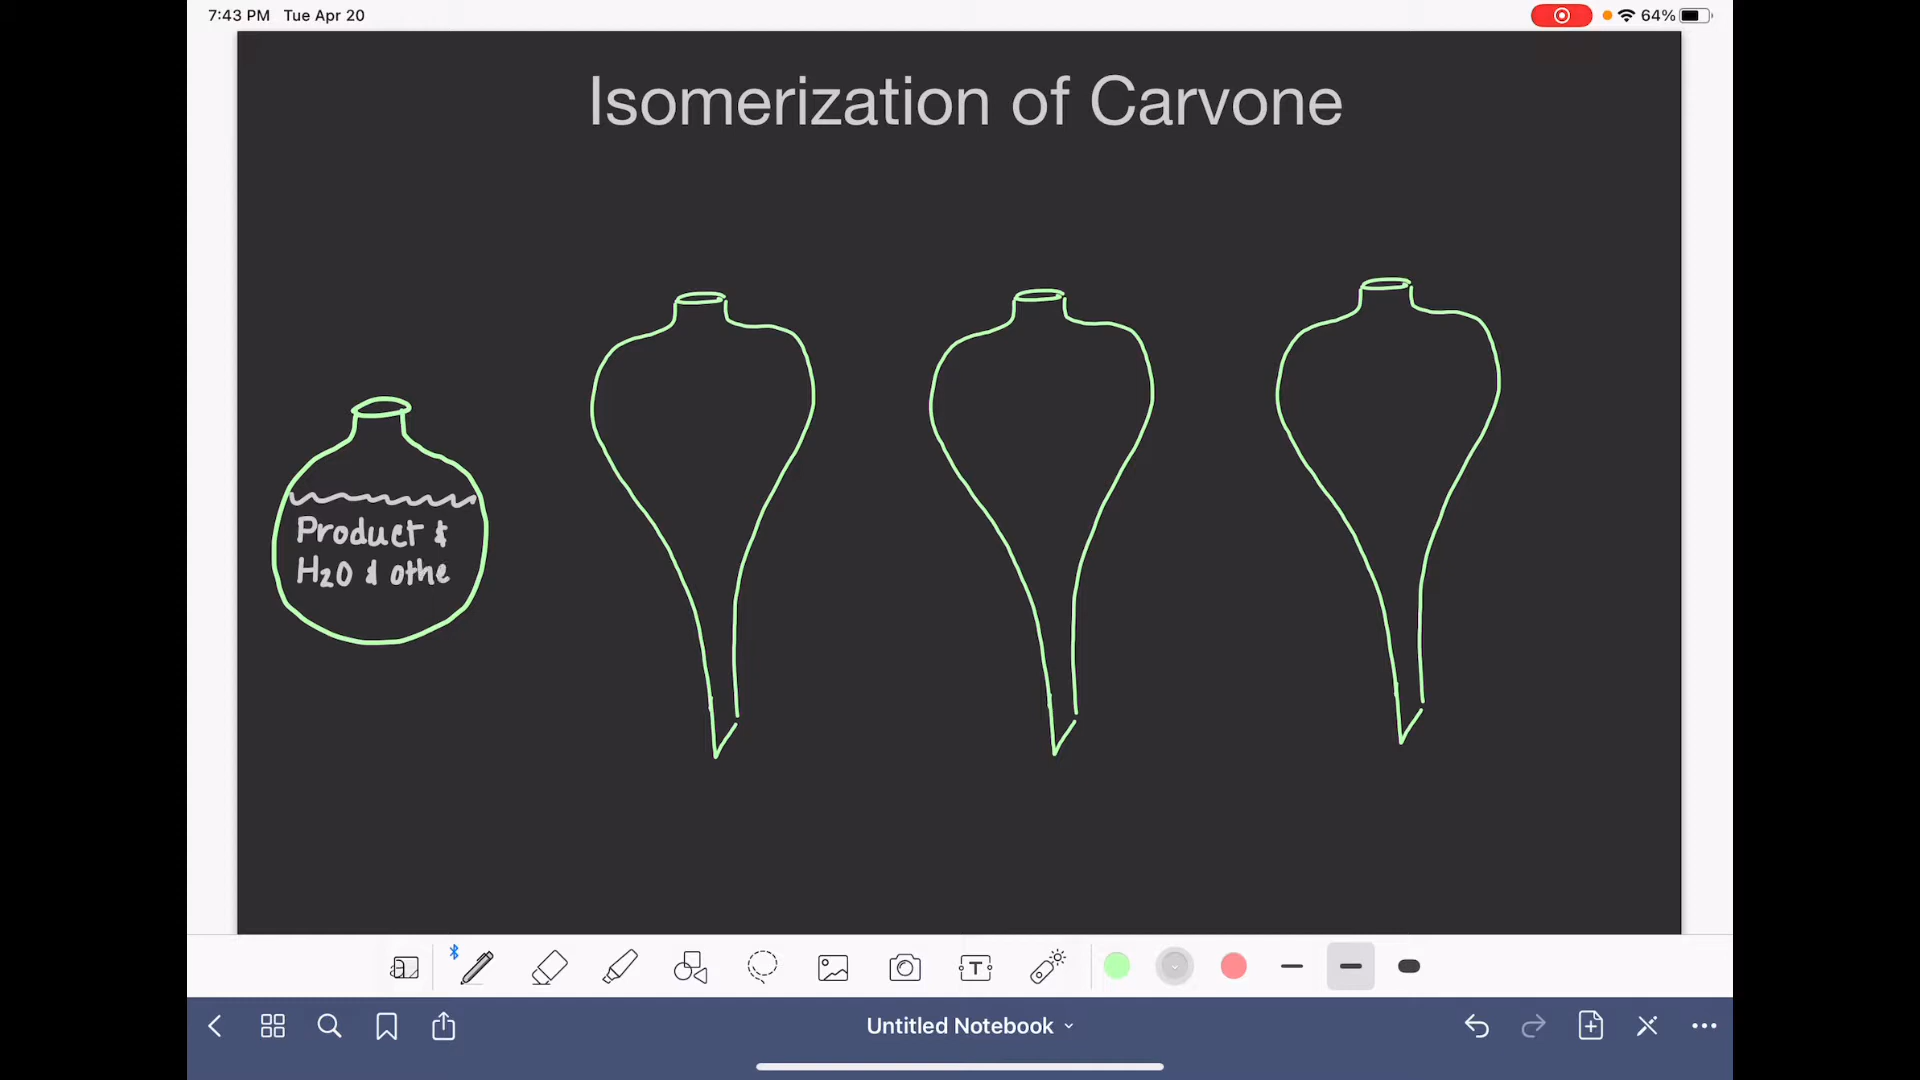 7:43 PM Tue Apr 20
64%
Isomerization of Carvone
Product &
H2O & othe
Untitled Notebook